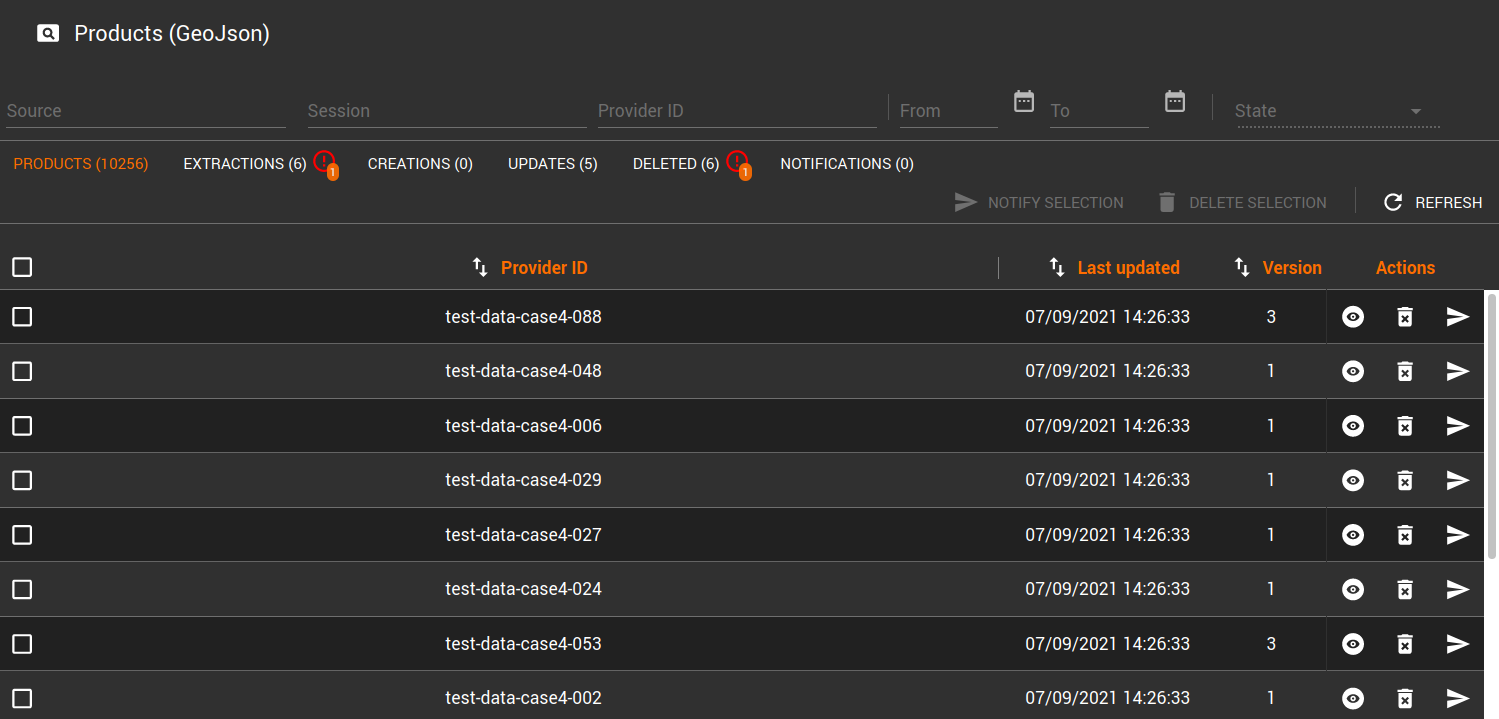 Products (GeoJson)
Source Session Provider ID From To State
PRODUCTS (10256) EXTRACTIONS (6) 1 CREATIONS (0) UPDATES (5) DELETED (6) 1 NOTIFICATIONS (0)
NOTIFY SELECTION DELETE SELECTION REFRESH
Provider ID Last updated Version Actions
test-data-case4-088 07/09/2021 14:26:33 3
test-data-case4-048 07/09/2021 14:26:33 1
test-data-case4-006 07/09/2021 14:26:33 1
test-data-case4-029 07/09/2021 14:26:33 1
test-data-case4-027 07/09/2021 14:26:33 1
test-data-case4-024 07/09/2021 14:26:33 1
test-data-case4-053 07/09/2021 14:26:33 3
test-data-case4-002 07/09/2021 14:26:33 1